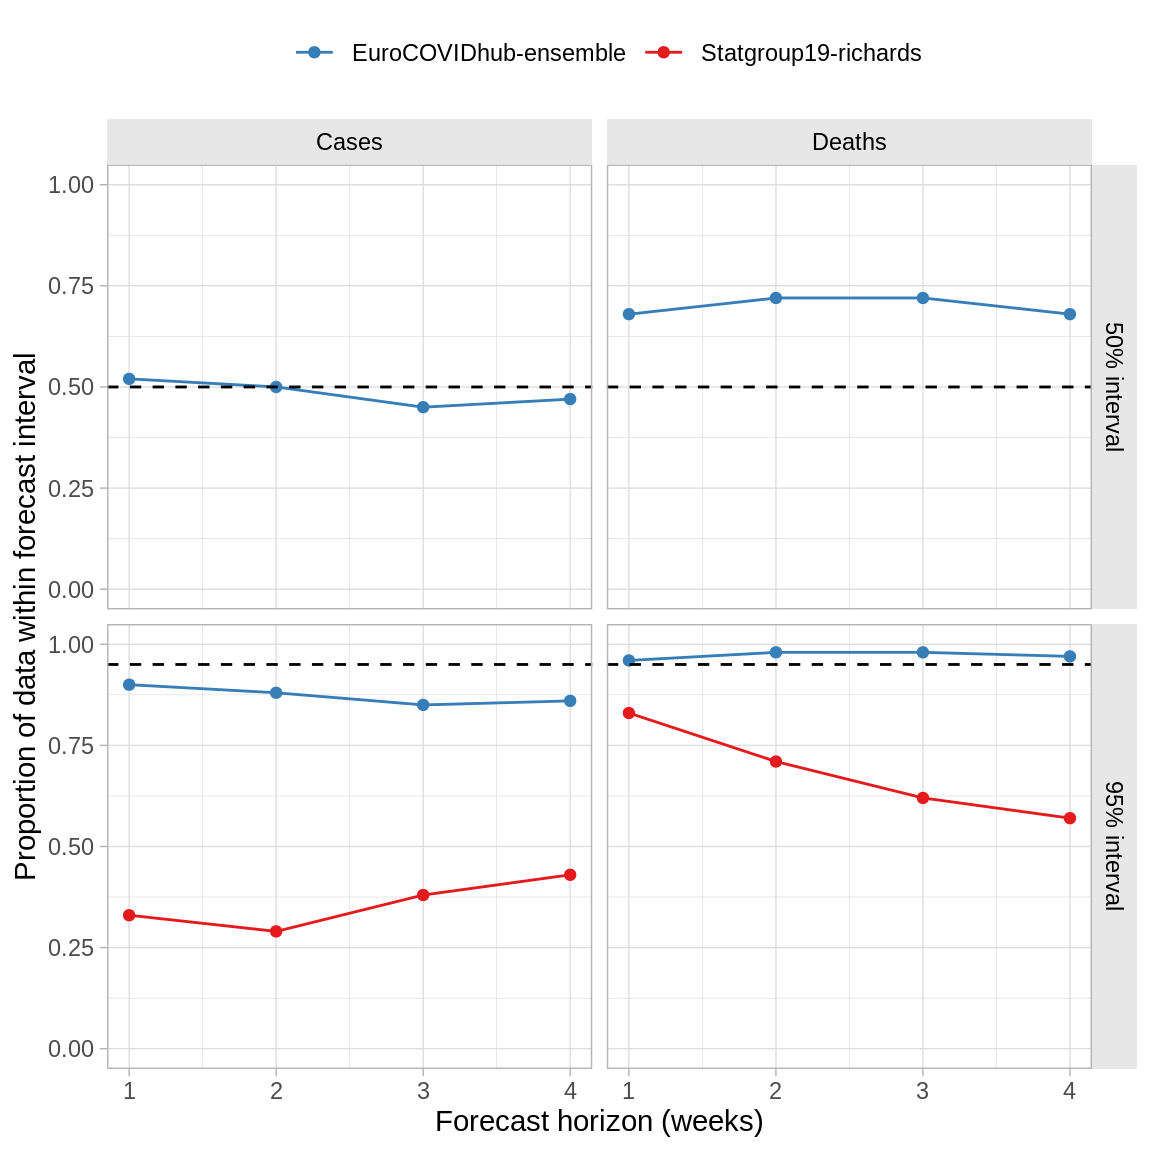 EuroCOVIDhub-ensemble Statgroup19-richards
Cases Deaths
1.00
0.75
0.50
0.25
0.00
50% interval
1.00
0.75
0.50
0.25
0.00
95% interval
Proportion of data within forecast interval
1 2 3 4 1 2 3 4
Forecast horizon (weeks)